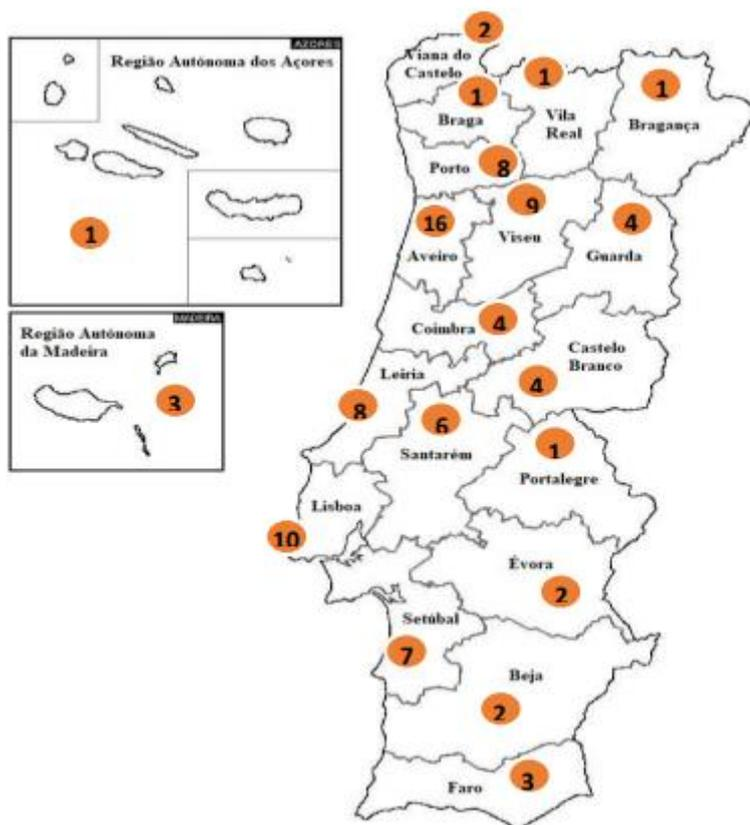 AZORES
Região Autónoma dos Açores
1
MADEIRA
Região Autónoma
da Madeira
3
2
Viana do
Castelo
1
Braga
1
Vila
Real
1
Bragança
Porto
8
16
Aveiro
9
Viseu
4
Guarda
Coimbra
4
Castelo
Branco
4
Leiria
8
6
Santarém
1
Portalegre
Lisboa
10
Évora
2
Setúbal
7
Beja
2
Faro
3